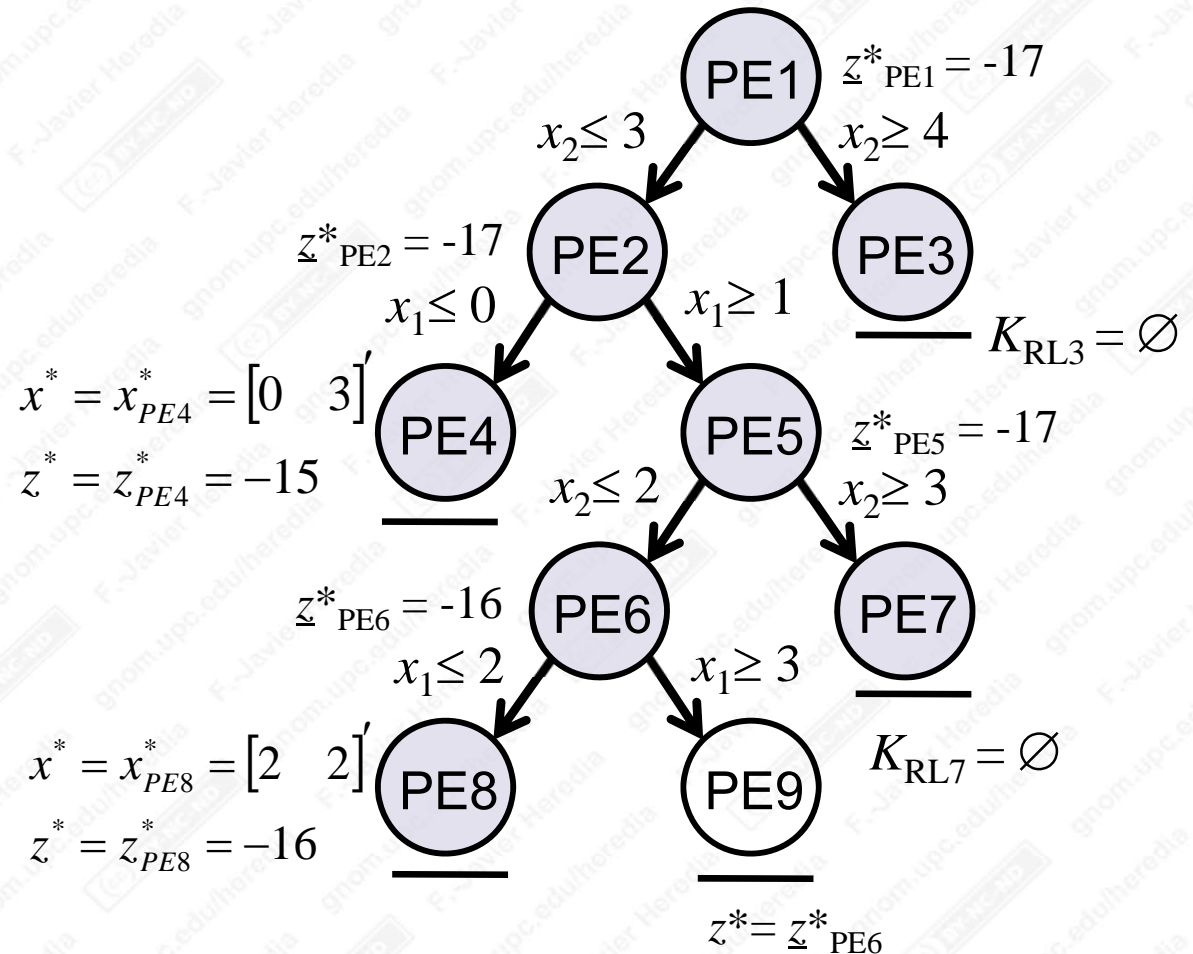 PE1
z*PE1 = -17
x2≤ 3
x2≥ 4
z*PE2 = -17
PE2
PE3
x1≤ 0
x1≥ 1
KRL3 = ∅
x* = x*PE4 = [0 3]′
z* = z*PE4 = −15
PE4
PE5
z*PE5 = -17
x2≤ 2
x2≥ 3
z*PE6 = -16
PE6
PE7
x1≤ 2
x1≥ 3
KRL7 = ∅
x* = x*PE8 = [2 2]′
z* = z*PE8 = −16
PE8
PE9
z*= z*PE6